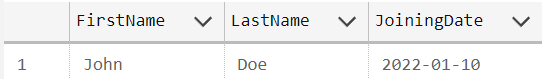 FirstName LastName JoiningDate
1 John Doe 2022-01-10